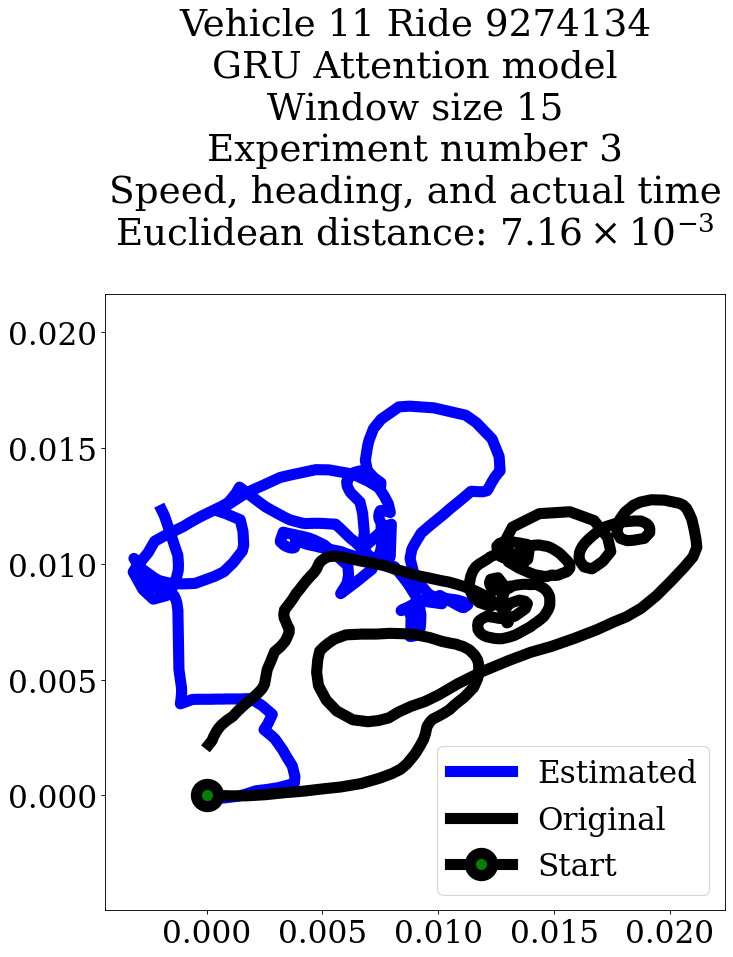 Vehicle 11 Ride 9274134
GRU Attention model
Window size 15
Experiment number 3
Speed, heading, and actual time
Euclidean distance: 7.16 × 10⁻³
0.020
0.015
0.010
0.005
0.000
Estimated
Original
Start
0.000 0.005 0.010 0.015 0.020